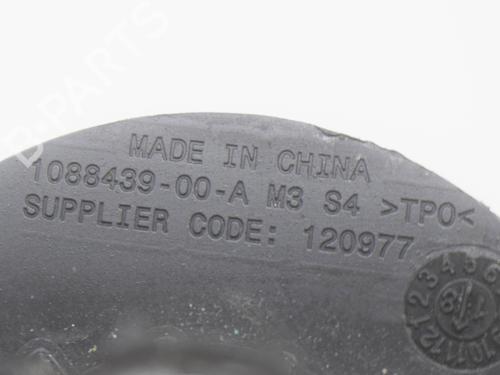 B-PARTS
MADE IN CHINA
1088439-00-A M3 S4 >TPO<
SUPPLIER CODE: 120977